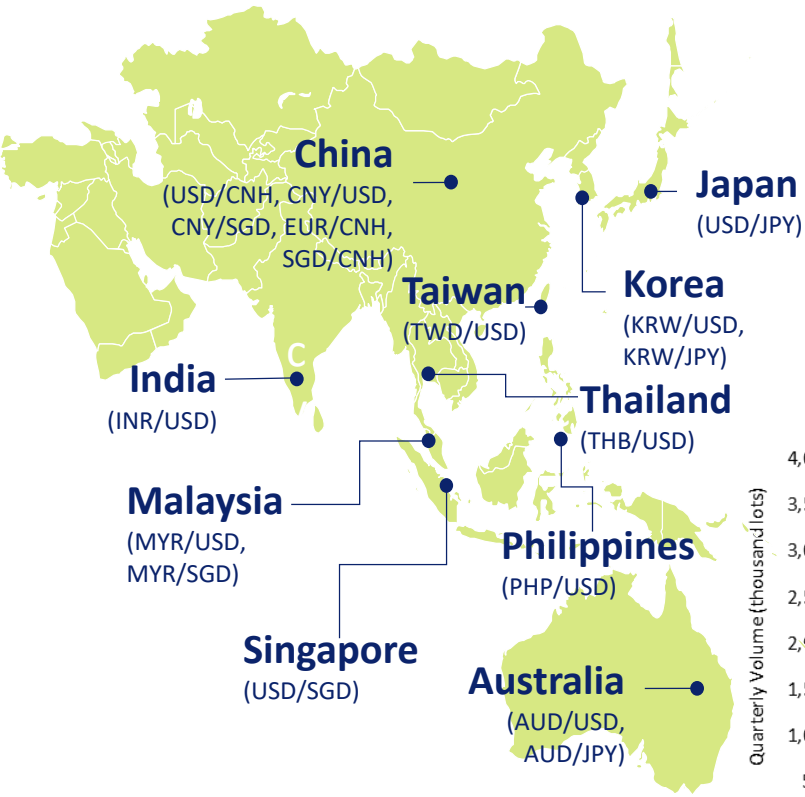 China
(USD/CNH, CNY/USD,
CNY/SGD, EUR/CNH,
SGD/CNH)
Japan
(USD/JPY)
Taiwan
(TWD/USD)
Korea
(KRW/USD,
KRW/JPY)
C
India
(INR/USD)
Thailand
(THB/USD)
Malaysia
(MYR/USD,
MYR/SGD)
Philippines
(PHP/USD)
Singapore
(USD/SGD)
Australia
(AUD/USD,
AUD/JPY)
Quarterly Volume (thousand lots)